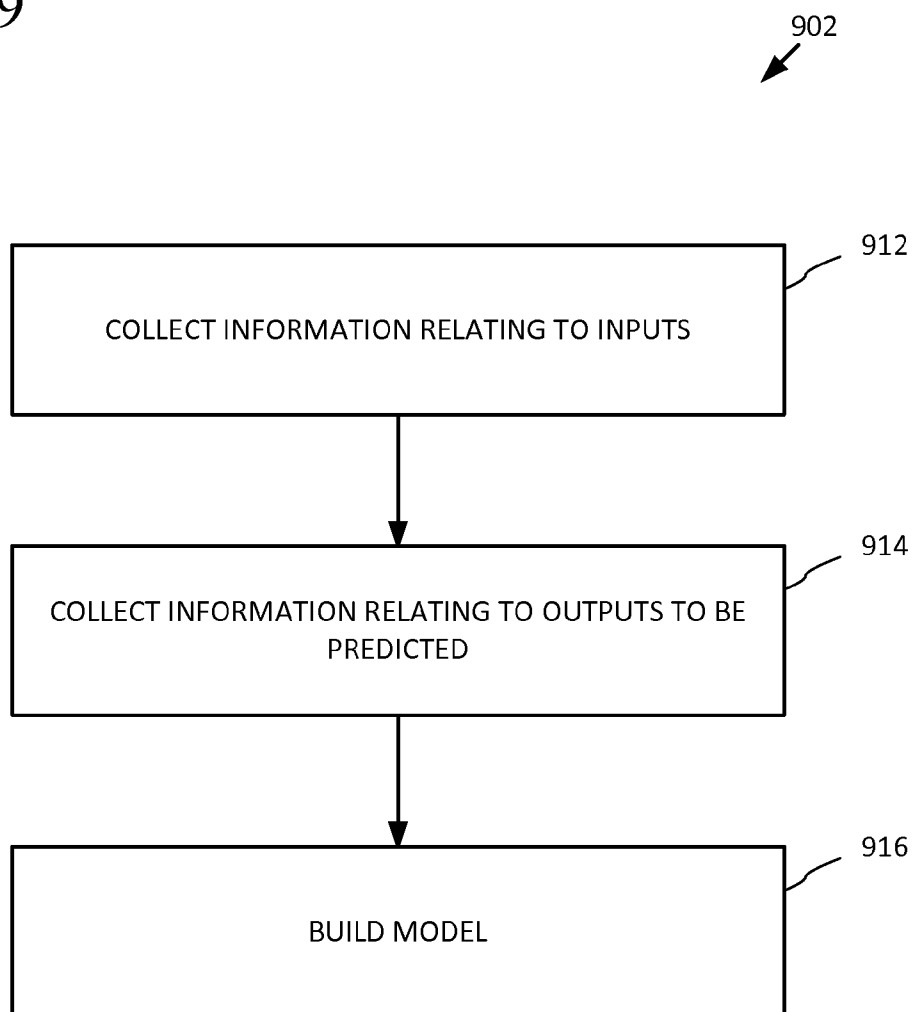 9
902
912
COLLECT INFORMATION RELATING TO INPUTS
914
COLLECT INFORMATION RELATING TO OUTPUTS TO BE
PREDICTED
916
BUILD MODEL